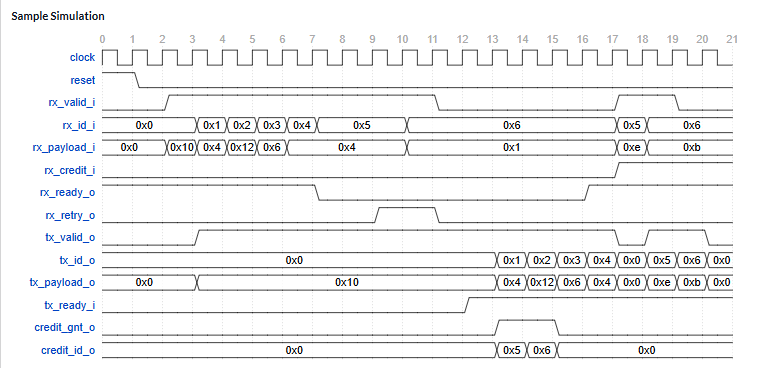 Sample Simulation
0 1 2 3 4 5 6 7 8 9 10 11 12 13 14 15 16 17 18 19 20 21
clock
reset
rx_valid_i
rx_id_i 0x0 0x1 0x2 0x3 0x4 0x5 0x6 0x5 0x6
rx_payload_i 0x0 0x10 0x4 0x12 0x6 0x4 0x1 0xe 0xb
rx_credit_i
rx_ready_o
rx_retry_o
tx_valid_o
tx_id_o 0x0 0x1 0x2 0x3 0x4 0x0 0x5 0x6 0x0
tx_payload_o 0x0 0x10 0x4 0x12 0x6 0x4 0x0 0xe 0xb 0x0
tx_ready_i
credit_gnt_o
credit_id_o 0x0 0x5 0x6 0x0